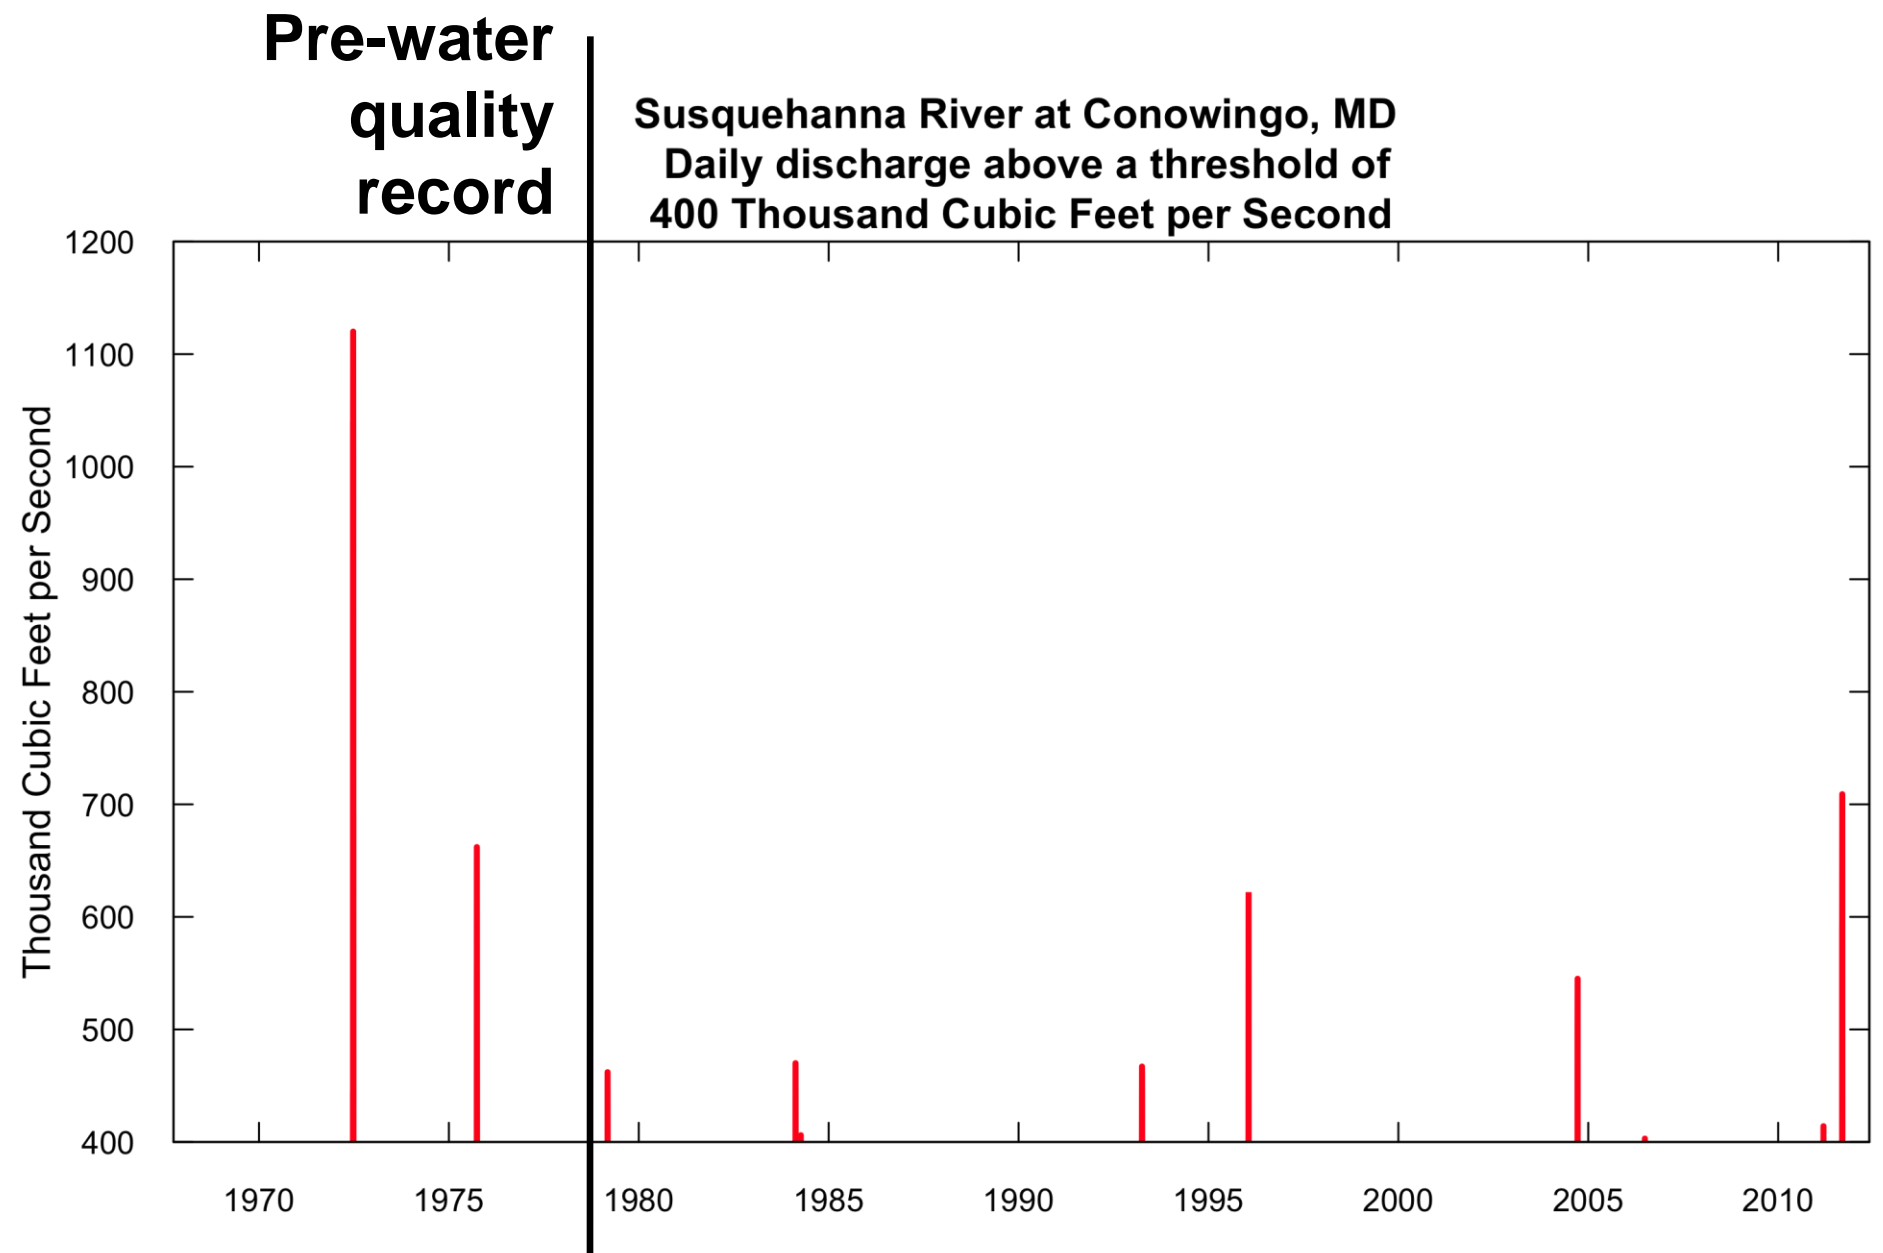 Pre-water
quality
record
Susquehanna River at Conowingo, MD
Daily discharge above a threshold of
400 Thousand Cubic Feet per Second
Thousand Cubic Feet per Second
1200
1100
1000
900
800
700
600
500
400
1970 1975 1980 1985 1990 1995 2000 2005 2010